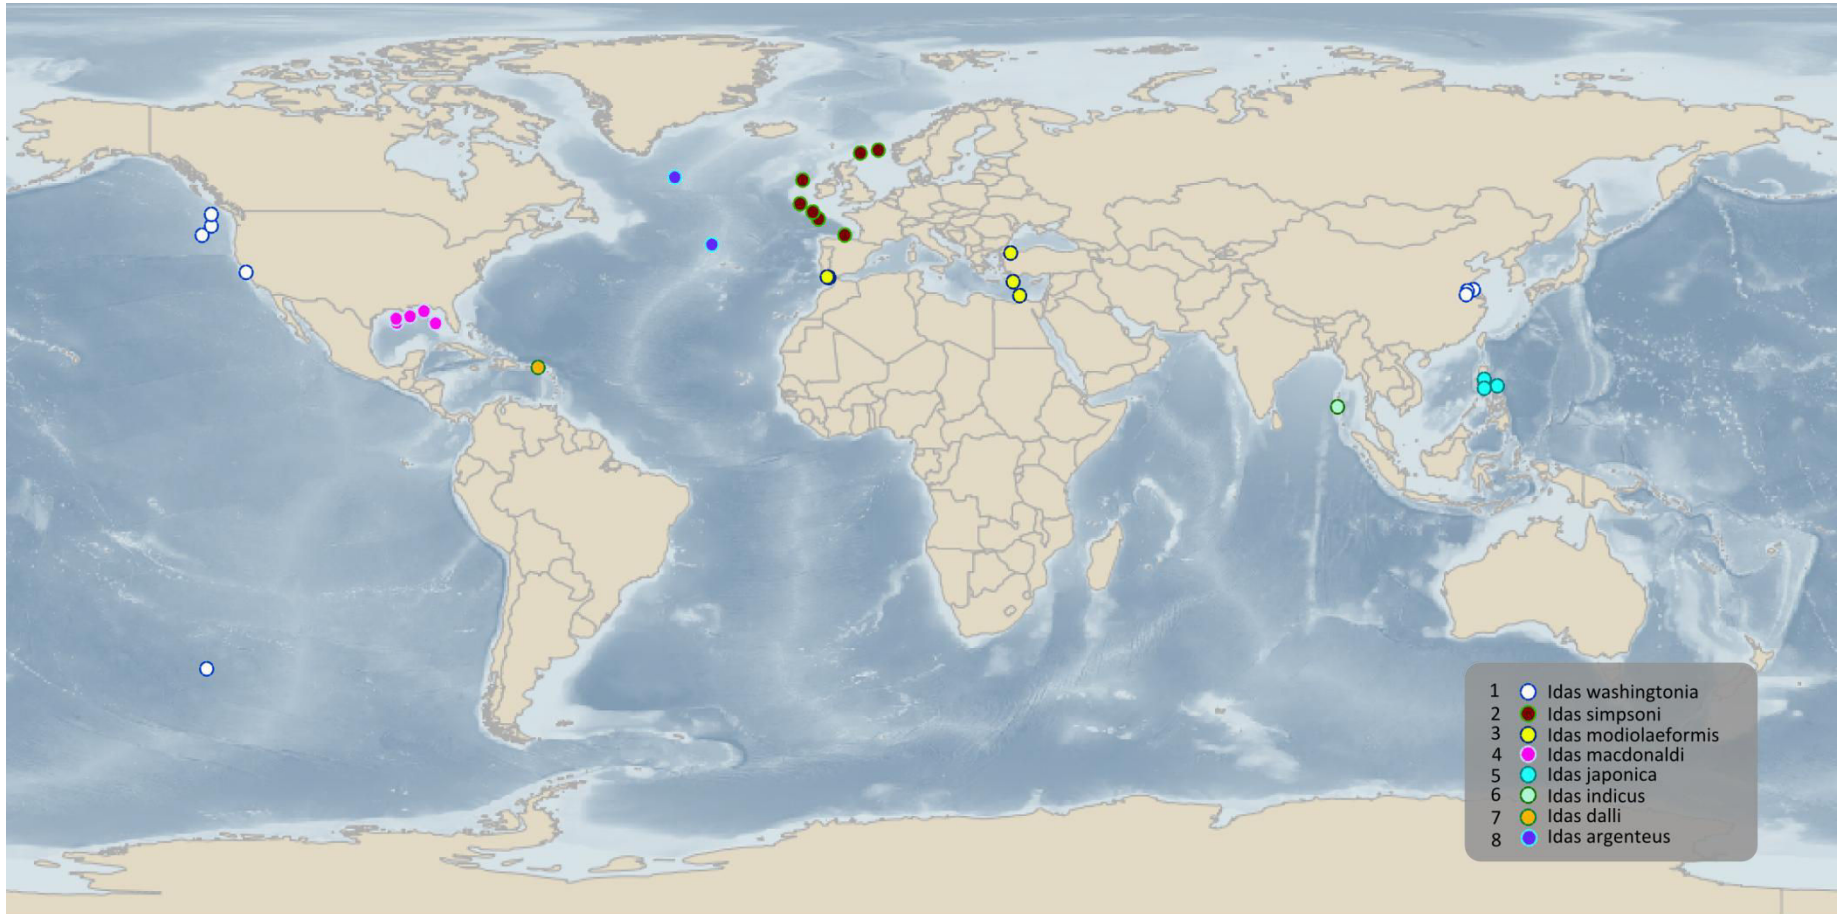 1 Idas washingtonia
2 Idas simpsoni
3 Idas modiolaeformis
4 Idas macdonaldi
5 Idas japonica
6 Idas indicus
7 Idas dalli
8 Idas argenteus